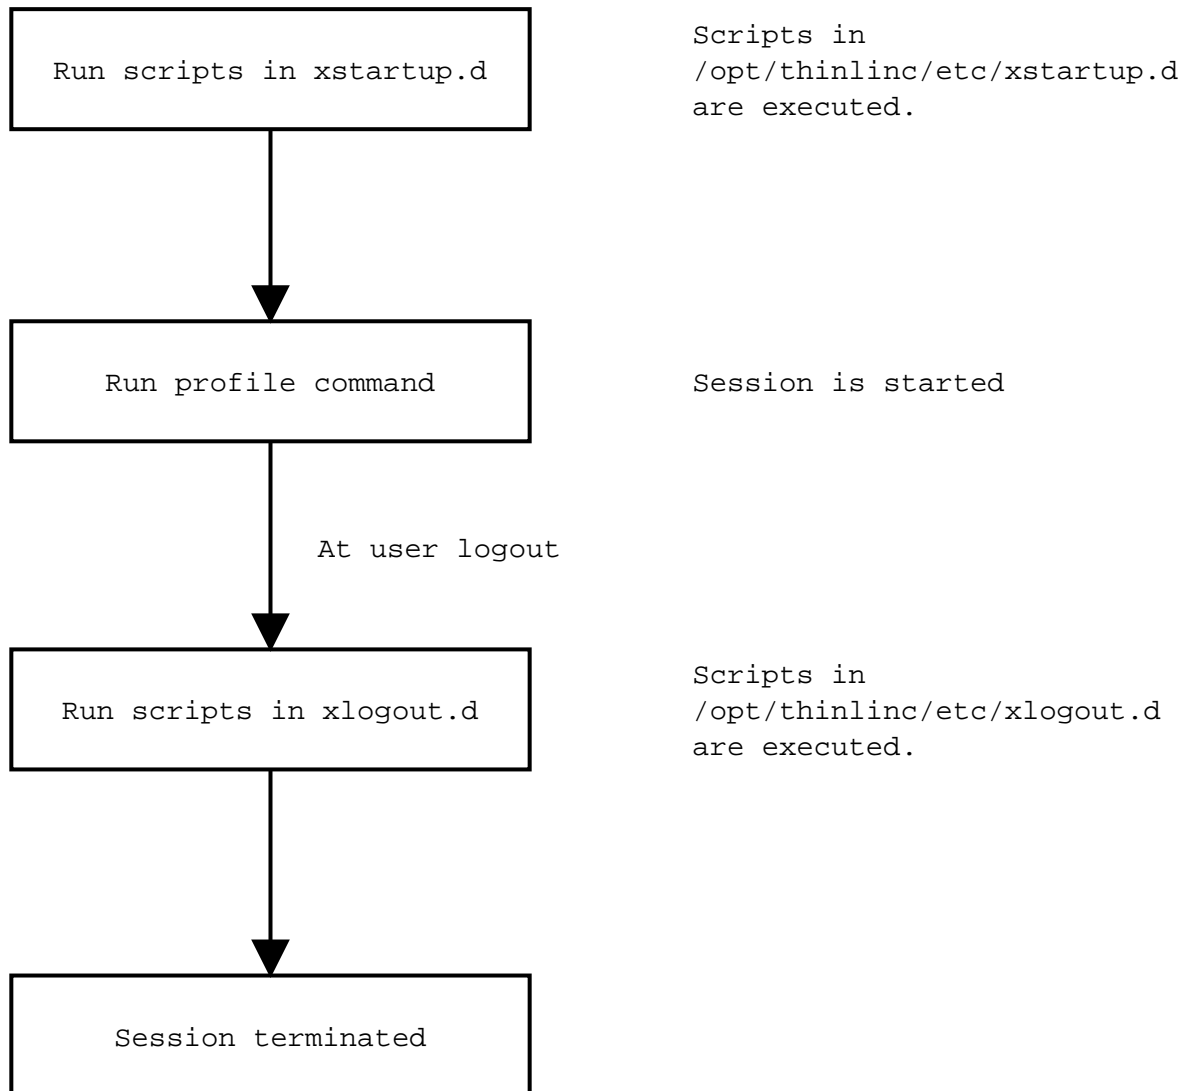 Run scripts in xstartup.d
Scripts in
/opt/thinlinc/etc/xstartup.d
are executed.
Run profile command
Session is started
At user logout
Run scripts in xlogout.d
Scripts in
/opt/thinlinc/etc/xlogout.d
are executed.
Session terminated